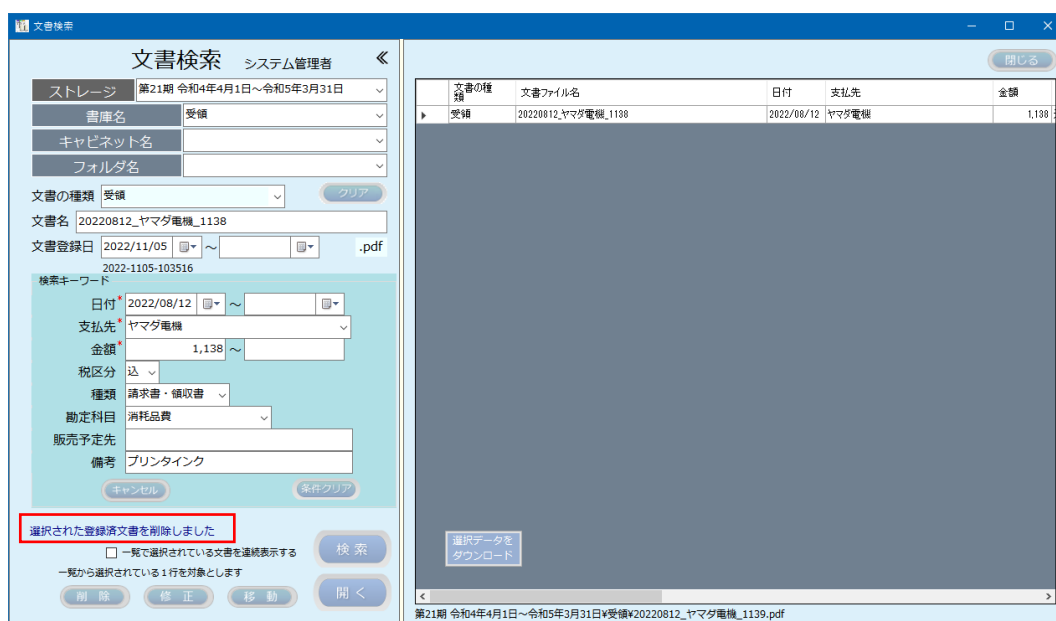 文書検索
文書検索 システム管理者 «
閉じる
ストレージ 第21期 令和4年4月1日～令和5年3月31日
書庫名 受領
キャビネット名
フォルダ名
文書の種類 受領 クリア
文書名 20220812_ヤマダ電機_1138
文書登録日 2022/11/05 ～ .pdf
2022-1105-103516
検索キーワード
日付* 2022/08/12 ～
支払先* ヤマダ電機
金額* 1,138 ～
税区分 込
種類 請求書・領収書
勘定科目 消耗品費
販売予定先
備考 プリンタインク
キャンセル 条件クリア
選択された登録済文書を削除しました
一覧で選択されている文書を連続表示する
検 索
一覧から選択されている１行を対象とします
削 除 修 正 移 動 開 く
文書の種類 文書ファイル名 日付 支払先 金額
受領 20220812_ヤマダ電機_1138 2022/08/12 ヤマダ電機 1,138
選択データを
ダウンロード
第21期 令和4年4月1日～令和5年3月31日¥受領¥20220812_ヤマダ電機_1139.pdf